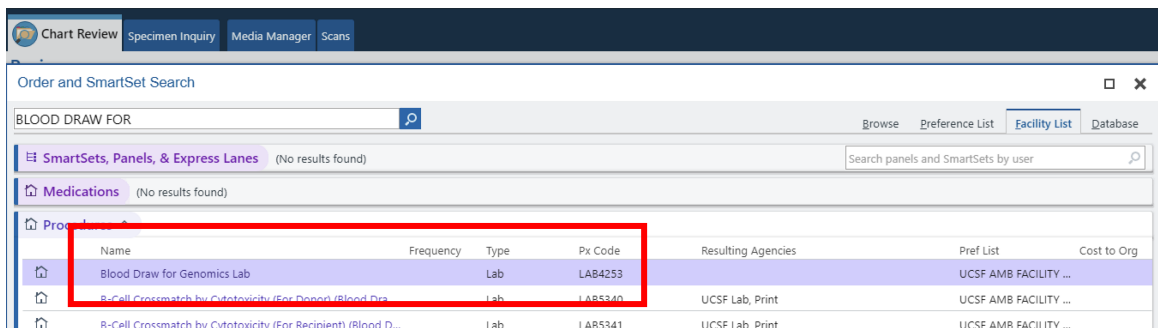 Chart Review Specimen Inquiry Media Manager Scans
Order and SmartSet Search
BLOOD DRAW FOR Browse Preference List Facility List Database
SmartSets, Panels, & Express Lanes (No results found) Search panels and SmartSets by user
Medications (No results found)
Procedures
Name Frequency Type Px Code Resulting Agencies Pref List Cost to Org
Blood Draw for Genomics Lab Lab LAB4253 UCSF AMB FACILITY ...
B-Cell Crossmatch by Cytotoxicity (For Donor) (Blood Dra... Lab LAB5340 UCSF Lab, Print UCSF AMB FACILITY ...
B-Cell Crossmatch by Cytotoxicity (For Recipient) (Blood D... Lab LAB5341 UCSF Lab, Print UCSF AMB FACILITY ...